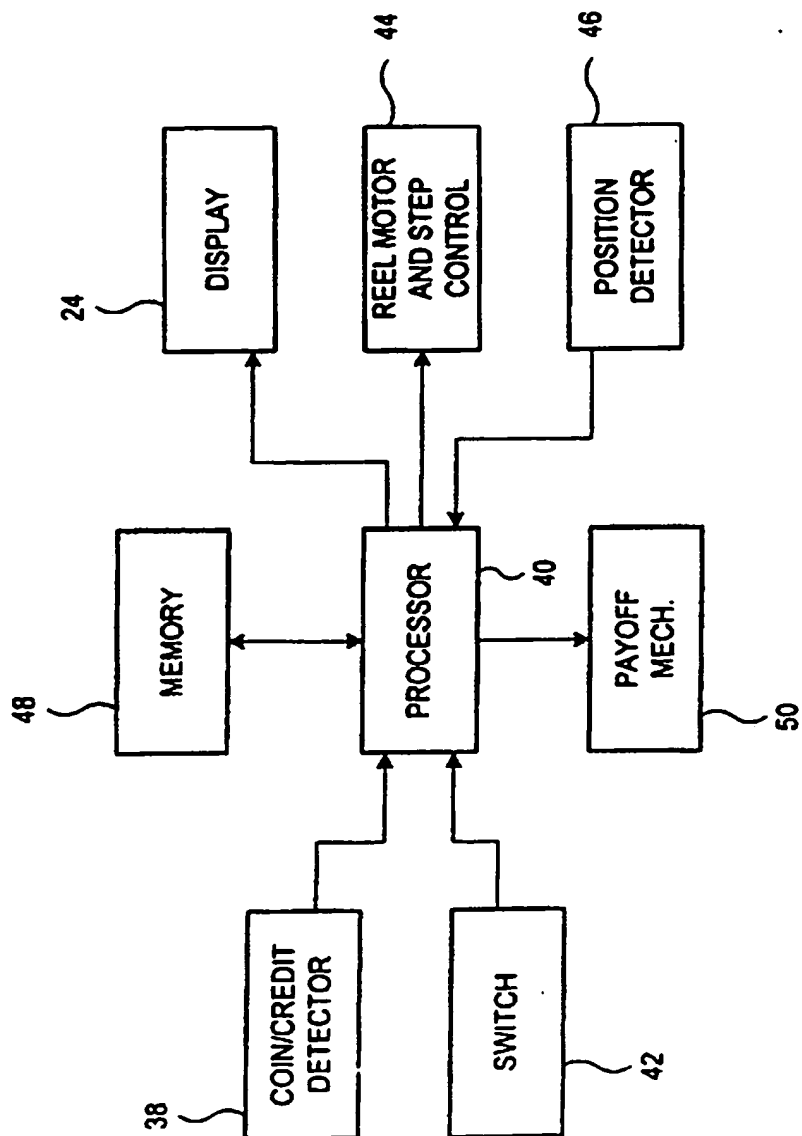 48
MEMORY
38
COIN/CREDIT
DETECTOR
SWITCH
42
PROCESSOR
40
PAYOFF
MECH.
50
24
DISPLAY
REEL MOTOR
AND STEP
CONTROL
44
POSITION
DETECTOR
46